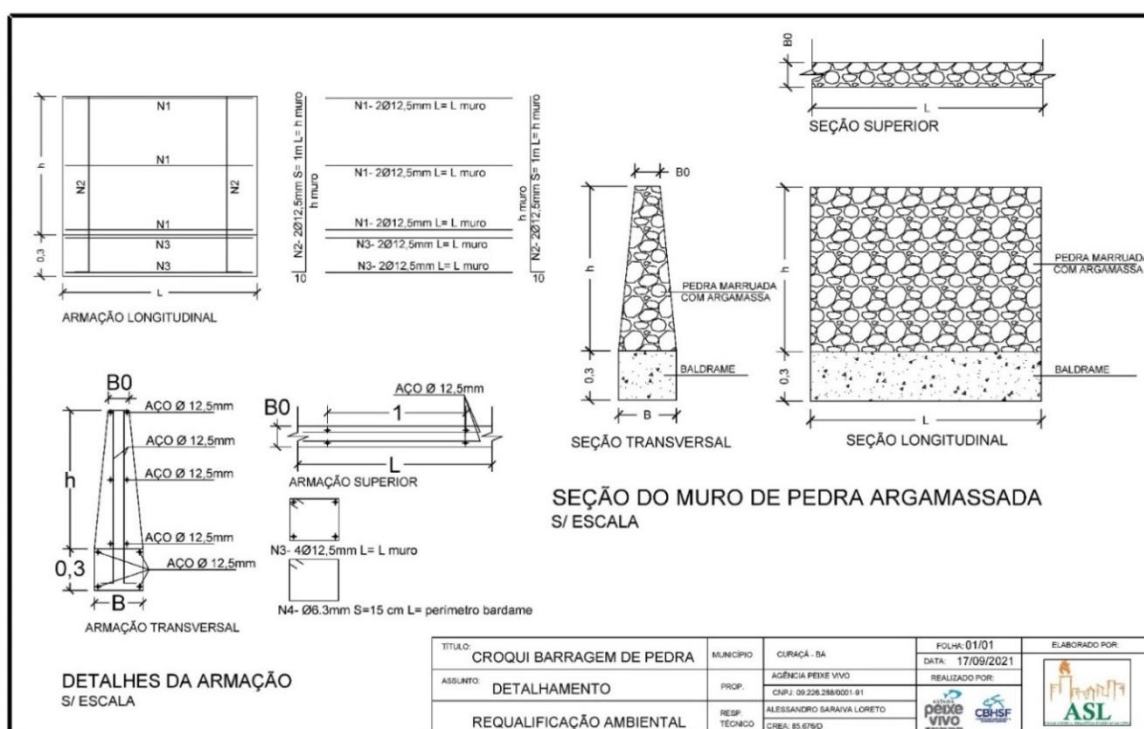 B0
L
SEÇÃO SUPERIOR
N1
N1
N2
N2
h
N1
N3
0,3
N3
L
ARMAÇÃO LONGITUDINAL
N2- 2Ø12,5mm S= 1m L= h muro
h muro
10
N1- 2Ø12,5mm L= L muro
N1- 2Ø12,5mm L= L muro
N1- 2Ø12,5mm L= L muro
N3- 2Ø12,5mm L= L muro
N3- 2Ø12,5mm L= L muro
h muro
N2- 2Ø12,5mm S= 1m L= h muro
10
B0
h
PEDRA MARRUADA
COM ARGAMASSA
0,3
BALDRAME
B
SEÇÃO TRANSVERSAL
h
PEDRA MARRUADA
COM ARGAMASSA
0,3
BALDRAME
L
SEÇÃO LONGITUDINAL
SEÇÃO DO MURO DE PEDRA ARGAMASSADA
S/ ESCALA
B0
AÇO Ø 12,5mm
AÇO Ø 12,5mm
h
AÇO Ø 12,5mm
AÇO Ø 12,5mm
0,3
AÇO Ø 12,5mm
B
ARMAÇÃO TRANSVERSAL
AÇO Ø 12,5mm
B0
1
L
ARMAÇÃO SUPERIOR
N3- 4Ø12,5mm L= L muro
N4- Ø6.3mm S=15 cm L= perimetro bardame
DETALHES DA ARMAÇÃO
S/ ESCALA
TÍTULO:
CROQUI BARRAGEM DE PEDRA
MUNICÍPIO
CURAÇÁ - BA
FOLHA: 01/01
DATA: 17/09/2021
ELABORADO POR:
ASSUNTO:
DETALHAMENTO
PROP.
AGÊNCIA PEIXE VIVO
CNPJ: 09.226.288/0001-91
REALIZADO POR:
REQUALIFICAÇÃO AMBIENTAL
RESP.
TÉCNICO
ALESSANDRO SARAIVA LORETO
CREA: 85.676/D
peixe
vivo
CBHSF
ASL